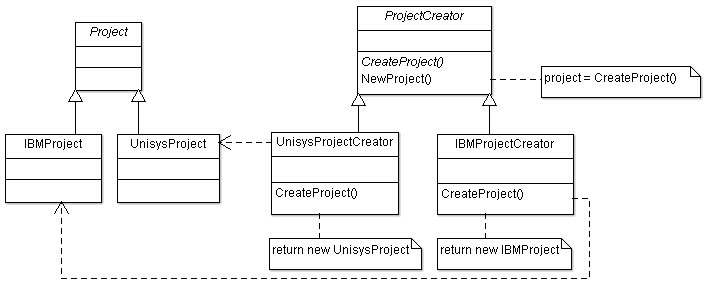 ProjectCreator
Project
CreateProject()
NewProject()
project = CreateProject()
IBMProject
UnisysProject
UnisysProjectCreator
IBMProjectCreator
CreateProject()
CreateProject()
return new UnisysProject
return new IBMProject